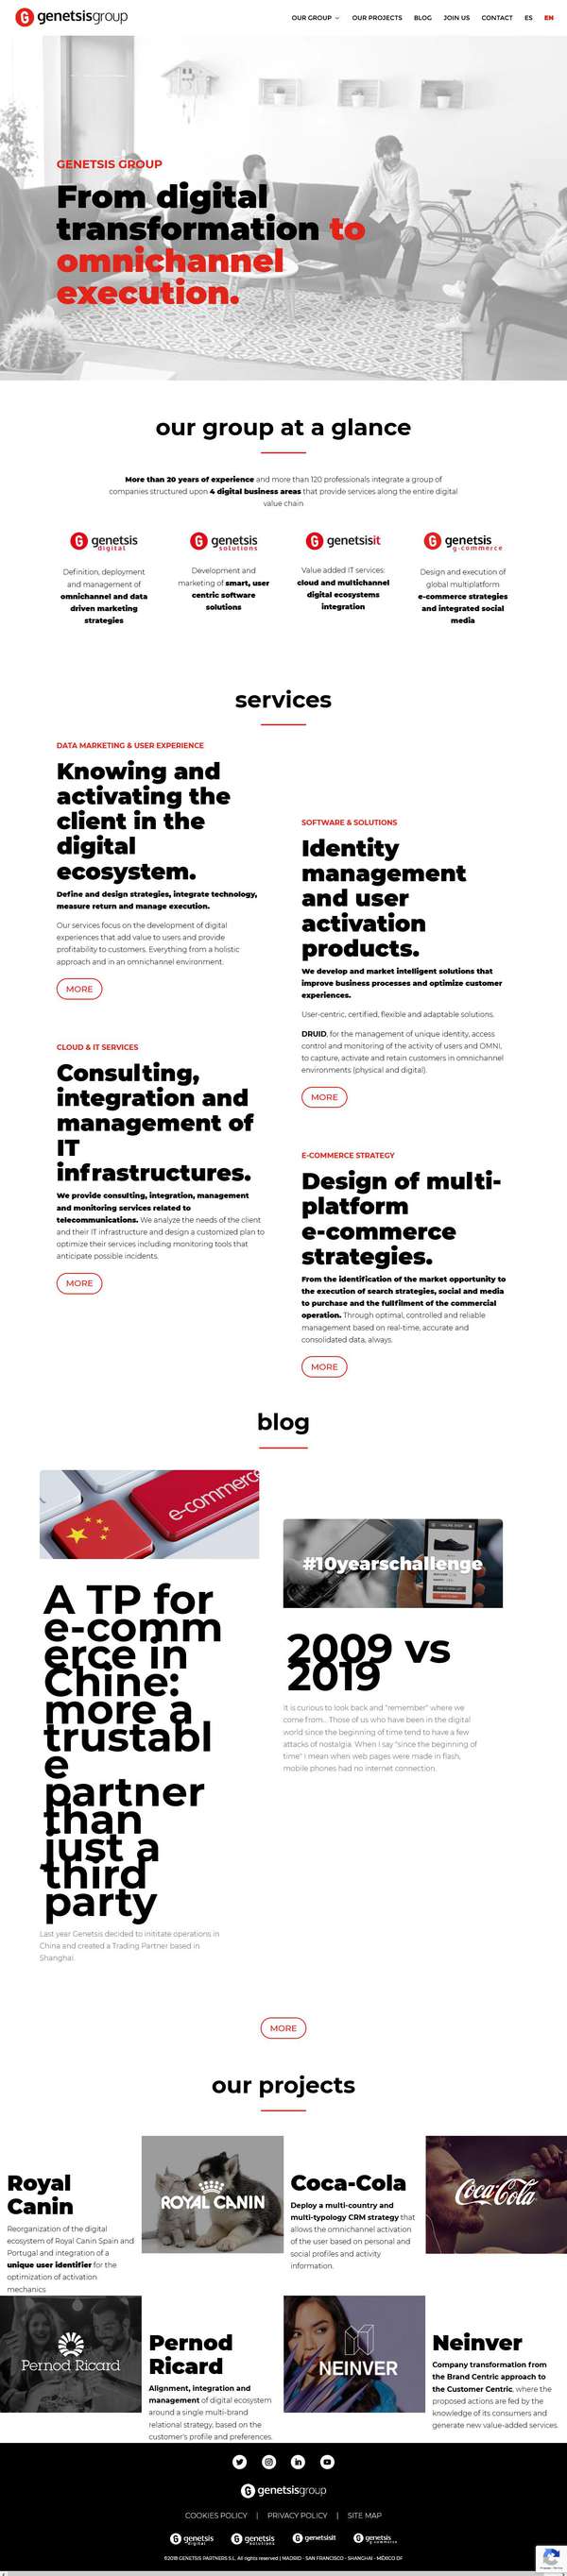 genetsisgroup
OUR GROUP
OUR PROJECTS
BLOG
JOIN US
CONTACT
ES
EN
GENETSIS GROUP
From digital
transformation to
omnichannel
execution.
our group at a glance
More than 20 years of experience and more than 120 professionals integrate a group of
companies structured upon 4 digital business areas that provide services along the entire digital
value chain
genetsis
digital
Definition, deployment
and management of
omnichannel and data
driven marketing
strategies
genetsis
solutions
Development and
marketing of smart, user
centric software
solutions
genetsisit
Value added IT services:
cloud and multichannel
digital ecosystems
integration
genetsis
g-commerce
Design and execution of
global multiplatform
e-commerce strategies
and integrated social
media
services
DATA MARKETING & USER EXPERIENCE
Knowing and
activating the
client in the
digital
ecosystem.
Define and design strategies, integrate technology,
measure return and manage execution.
Our services focus on the development of digital
experiences that add value to users and provide
profitability to customers. Everything from a holistic
approach and in an omnichannel environment.
MORE
SOFTWARE & SOLUTIONS
Identity
management
and user
activation
products.
We develop and market intelligent solutions that
improve business processes and optimize customer
experiences.
User-centric, certified, flexible and adaptable solutions.
DRUID, for the management of unique identity, access
control and monitoring of the activity of users and OMNI,
to capture, activate and retain customers in omnichannel
environments (physical and digital).
MORE
CLOUD & IT SERVICES
Consulting,
integration and
management of
IT
infrastructures.
We provide consulting, integration, management
and monitoring services related to
telecommunications. We analyze the needs of the client
and their IT infrastructure and design a customized plan to
optimize their services including monitoring tools that
anticipate possible incidents.
MORE
E-COMMERCE STRATEGY
Design of multi-
platform
e-commerce
strategies.
From the identification of the market opportunity to
the execution of search strategies, social and media
to purchase and the fullfilment of the commercial
operation. Through optimal, controlled and reliable
management based on real-time, accurate and
consolidated data, always.
MORE
blog
e-commerce
A TP for
e-comm
erce in
Chine:
more a
trustabl
e
partner
than
just a
third
party
Last year Genetsis decided to inititate operations in
China and created a Trading Partner based in
Shanghai.
#10yearschallenge
2009 vs
2019
It is curious to look back and "remember" where we
come from... Those of us who have been in the digital
world since the beginning of time tend to have a few
attacks of nostalgia. When I say "since the beginning of
time" I mean when web pages were made in flash,
mobile phones had no internet connection.
MORE
our projects
Royal
Canin
Reorganization of the digital
ecosystem of Royal Canin Spain and
Portugal and integration of a
unique user identifier for the
optimization of activation
mechanics
ROYAL CANIN
Coca-Cola
Deploy a multi-country and
multi-typology CRM strategy that
allows the omnichannel activation
of the user based on personal and
social profiles and activity
information.
Coca-Cola
Pernod Ricard
Pernod
Ricard
Alignment, integration and
management of digital ecosystem
around a single multi-brand
relational strategy, based on the
customer's profile and preferences.
NEINVER
Neinver
Company transformation from
the Brand Centric approach to
the Customer Centric, where the
proposed actions are fed by the
knowledge of its consumers and
generate new value-added services.
genetsisgroup
COOKIES POLICY | PRIVACY POLICY | SITE MAP
genetsis
digital
genetsis
solutions
genetsisit
genetsis
g-commerce
©2018 GENETSIS PARTNERS S.L. All rights reserved | MADRID - SAN FRANCISCO - SHANGHAI - MÉXICO DF